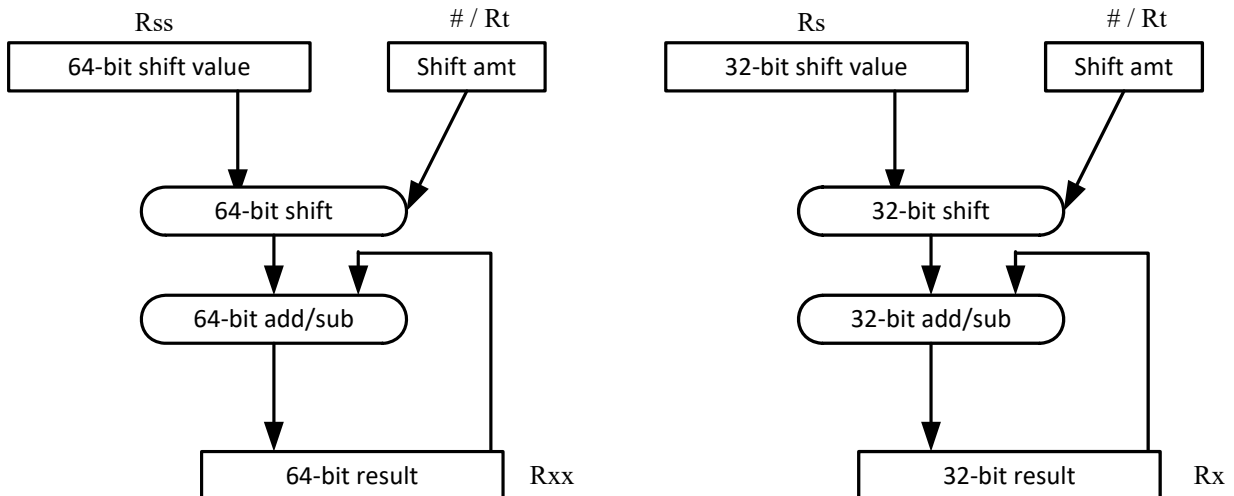 Rss # / Rt Rs # / Rt
64-bit shift value Shift amt 32-bit shift value Shift amt
64-bit shift 32-bit shift
64-bit add/sub 32-bit add/sub
64-bit result Rxx 32-bit result Rx